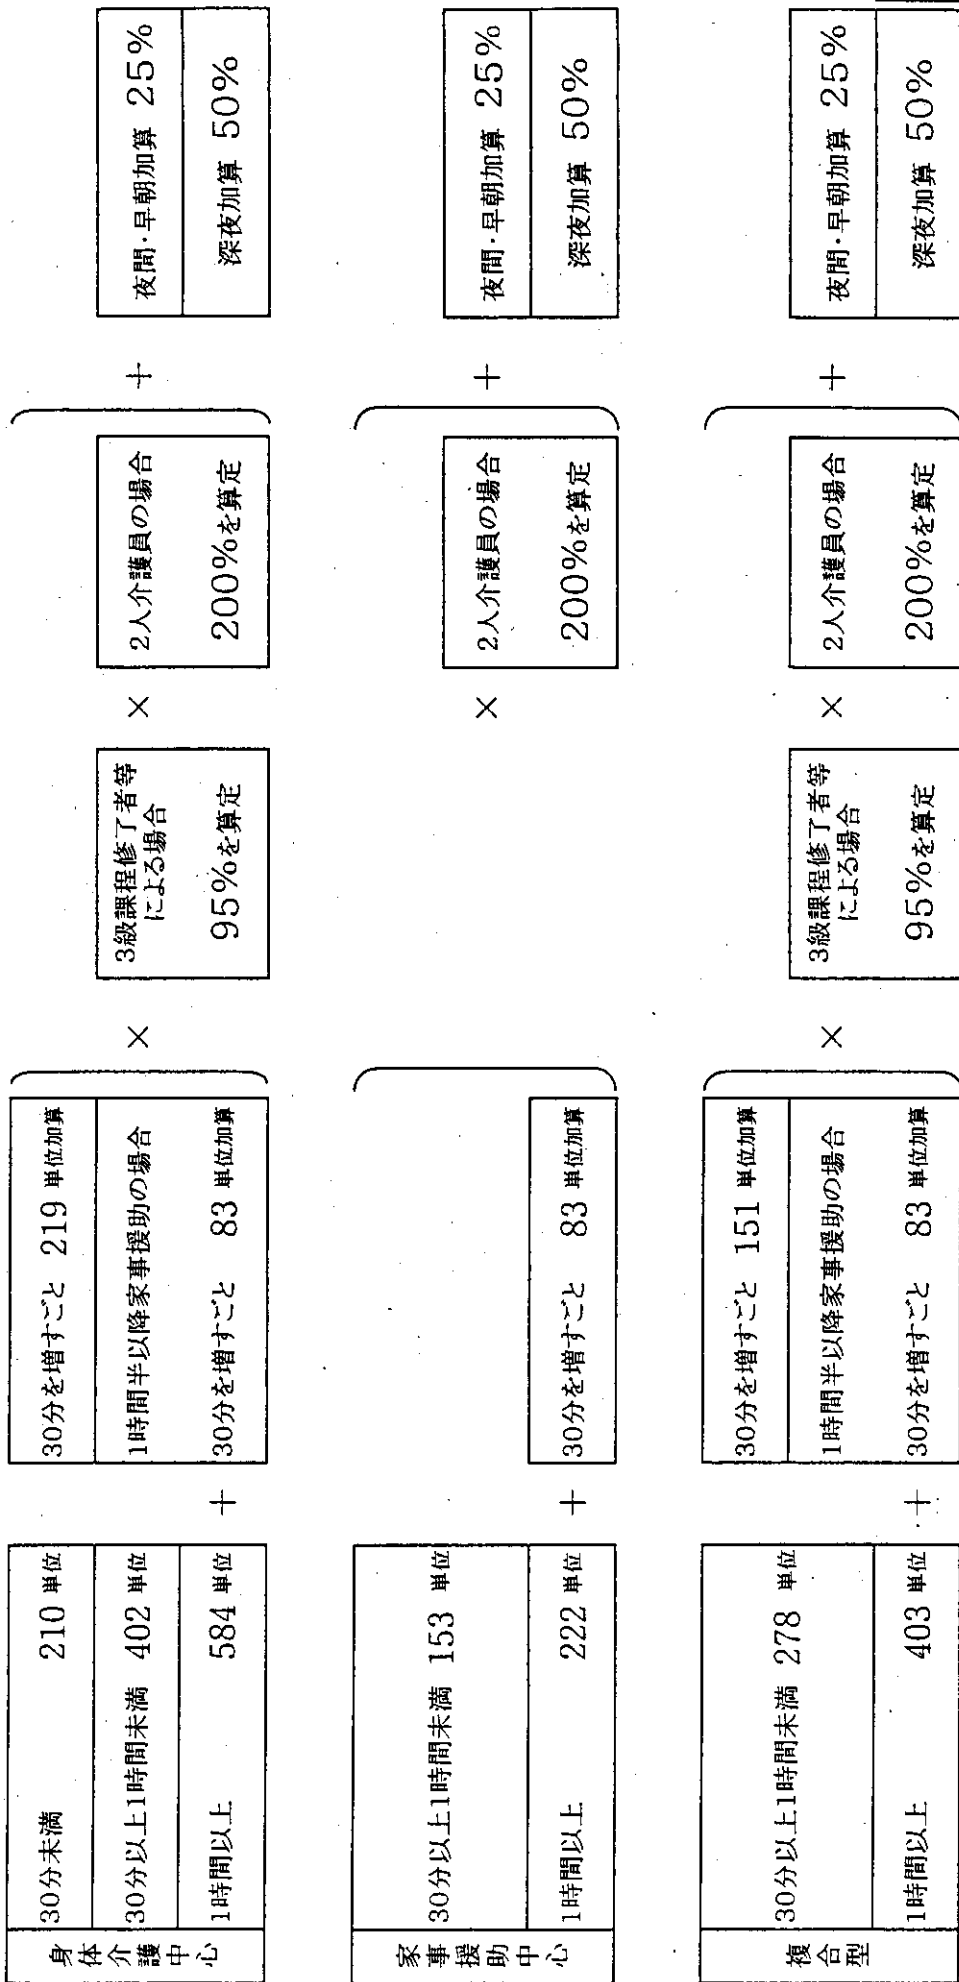 身体介護中心
30分未満 210 単位
30分以上1時間未満 402 単位
1時間以上 584 単位
+
30分を増すごと 219 単位加算
1時間半以降家事援助の場合
30分を増すごと 83 単位加算
×
3級課程修了者等
による場合
95%を算定
×
2人介護員の場合
200%を算定
+
夜間・早朝加算 25%
深夜加算 50%
家事援助中心
30分以上1時間未満 153 単位
1時間以上 222 単位
+
30分を増すごと 83 単位加算
×
2人介護員の場合
200%を算定
+
夜間・早朝加算 25%
深夜加算 50%
複合型
30分以上1時間未満 278 単位
1時間以上 403 単位
+
30分を増すごと 151 単位加算
1時間半以降家事援助の場合
30分を増すごと 83 単位加算
×
3級課程修了者等
による場合
95%を算定
×
2人介護員の場合
200%を算定
+
夜間・早朝加算 25%
深夜加算 50%